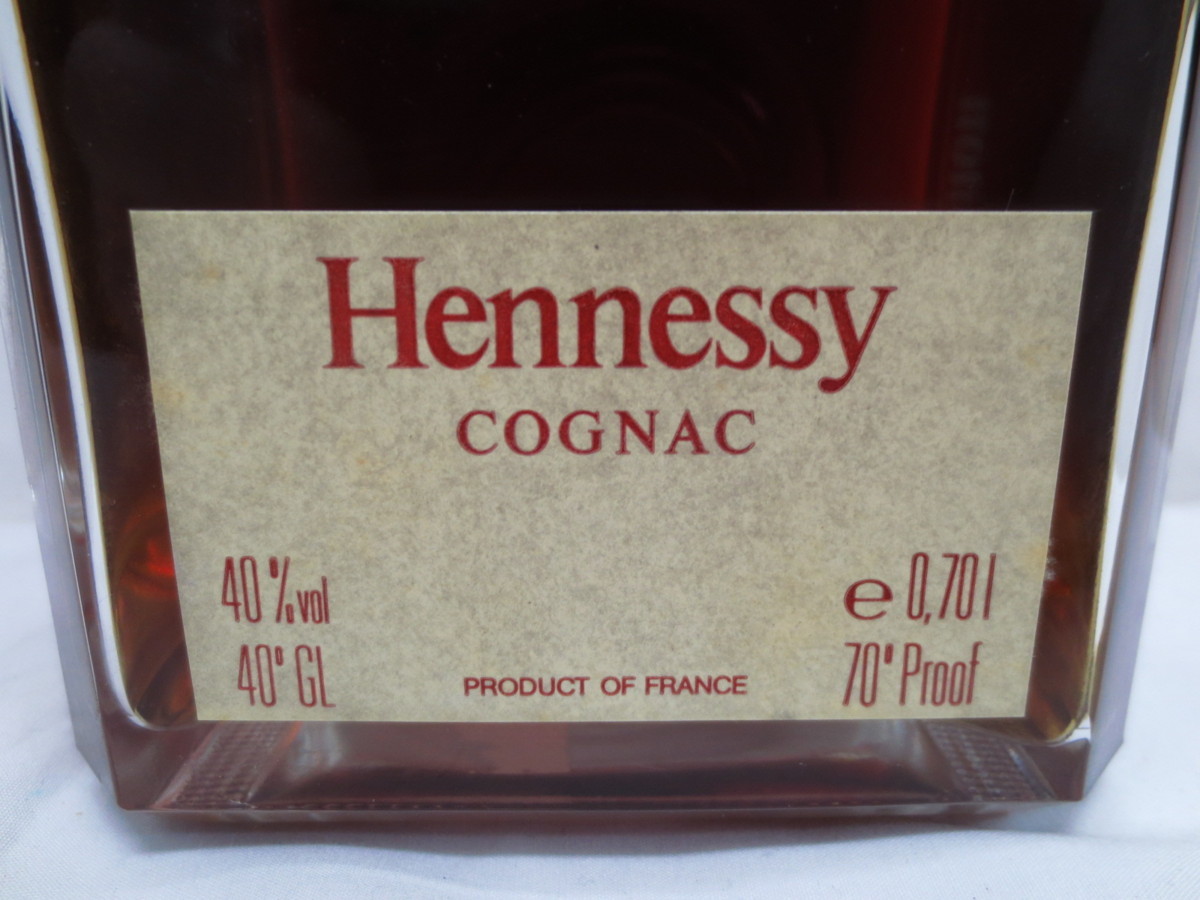 Hennessy
COGNAC
40 % vol
e 0,70 l
40° GL
PRODUCT OF FRANCE
70° Proof